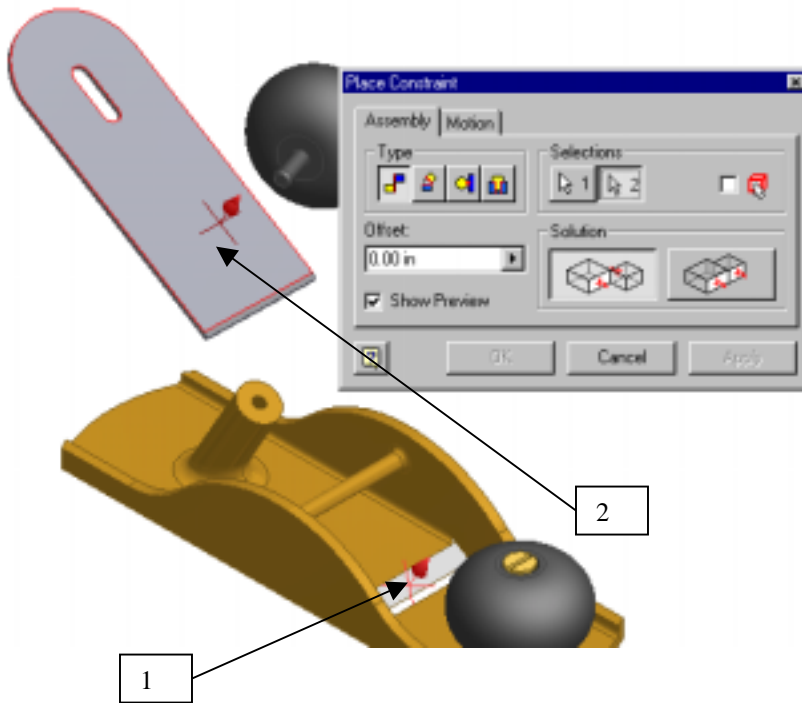 Place Constraint
Assembly Motion
Type
Selections
1 2
Offset:
0.00 in
Solution
Show Preview
?
OK Cancel Apply
2
1